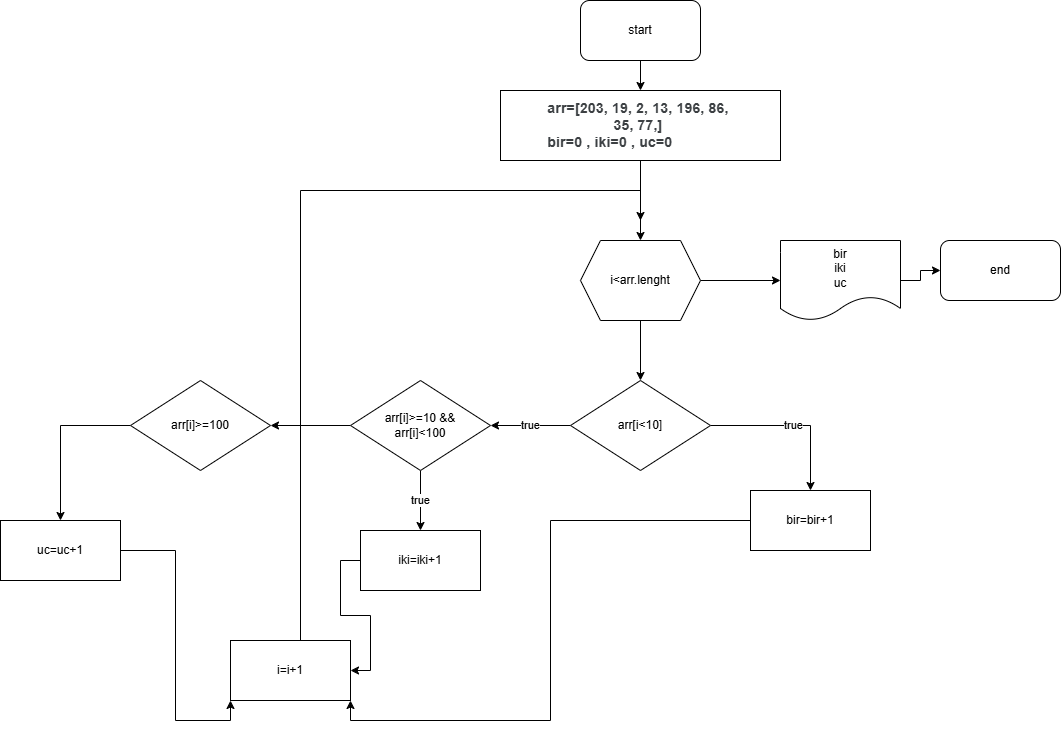 start
arr=[203, 19, 2, 13, 196, 86,
35, 77,]
bir=0 , iki=0 , uc=0
i<arr.lenght
bir
iki
uc
end
arr[i]>=100
arr[i]>=10 &&
arr[i]<100
true
arr[i<10]
true
true
uc=uc+1
iki=iki+1
bir=bir+1
i=i+1